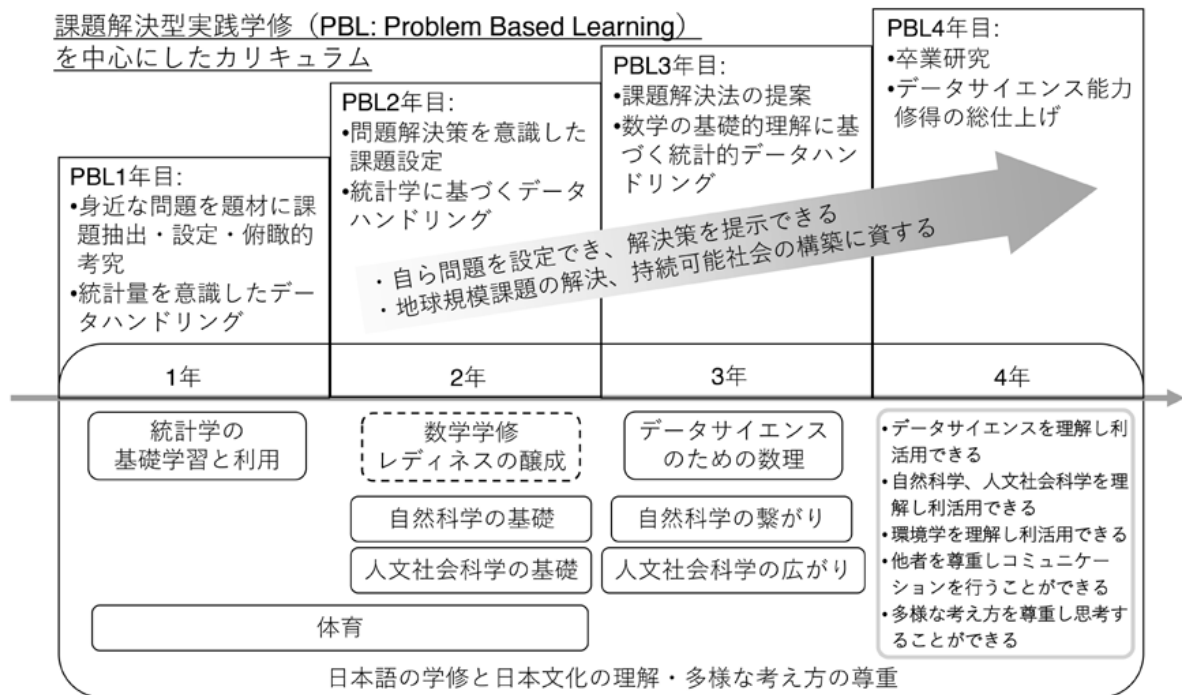 課題解決型実践学修（PBL: Problem Based Learning）
を中心にしたカリキュラム
PBL1年目:
•身近な問題を題材に課
題抽出・設定・俯瞰的
考究
•統計量を意識したデー
タハンドリング
PBL2年目:
•問題解決策を意識した
課題設定
•統計学に基づくデータ
ハンドリング
PBL3年目:
•課題解決法の提案
•数学の基礎的理解に基
づく統計的データハン
ドリング
PBL4年目:
•卒業研究
•データサイエンス能力
修得の総仕上げ
・自ら問題を設定でき、解決策を提示できる
・地球規模課題の解決、持続可能社会の構築に資する
1年
2年
3年
4年
統計学の
基礎学習と利用
数学学修
レディネスの醸成
データサイエンス
のための数理
自然科学の基礎
自然科学の繋がり
人文社会科学の基礎
人文社会科学の広がり
体育
•データサイエンスを理解し利
活用できる
•自然科学、人文社会科学を理
解し利活用できる
•環境学を理解し利活用できる
•他者を尊重しコミュニケー
ションを行うことができる
•多様な考え方を尊重し思考す
ることができる
日本語の学修と日本文化の理解・多様な考え方の尊重